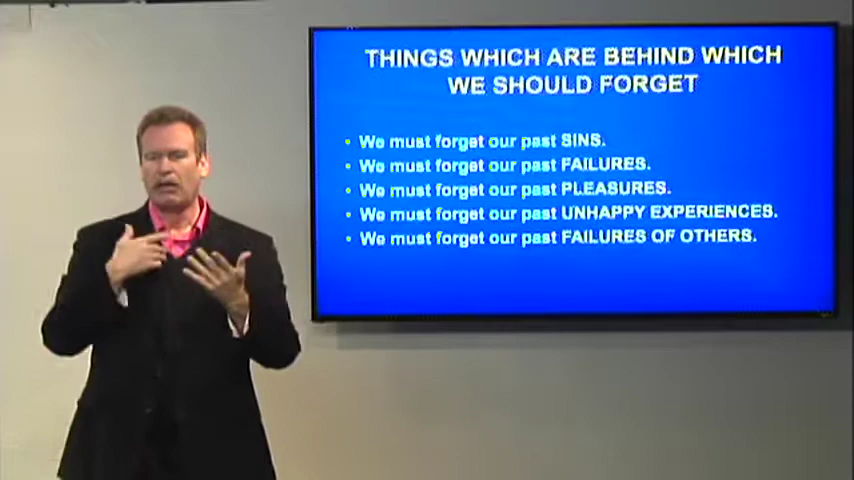 THINGS WHICH ARE BEHIND WHICH
WE SHOULD FORGET
• We must forget our past SINS.
• We must forget our past FAILURES.
• We must forget our past PLEASURES.
• We must forget our past UNHAPPY EXPERIENCES.
• We must forget our past FAILURES OF OTHERS.